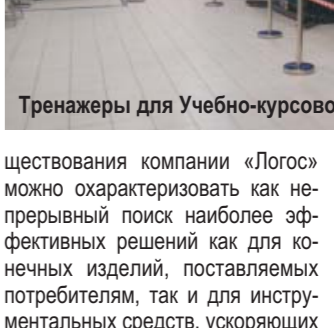 Тренажеры для Учебно-курсово
ществования компании «Логос»
можно охарактеризовать как не-
прерывный поиск наиболее эф-
фективных решений как для ко-
нечных изделий, поставляемых
потребителям, так и для инстру-
ментальных средств, ускоряющих